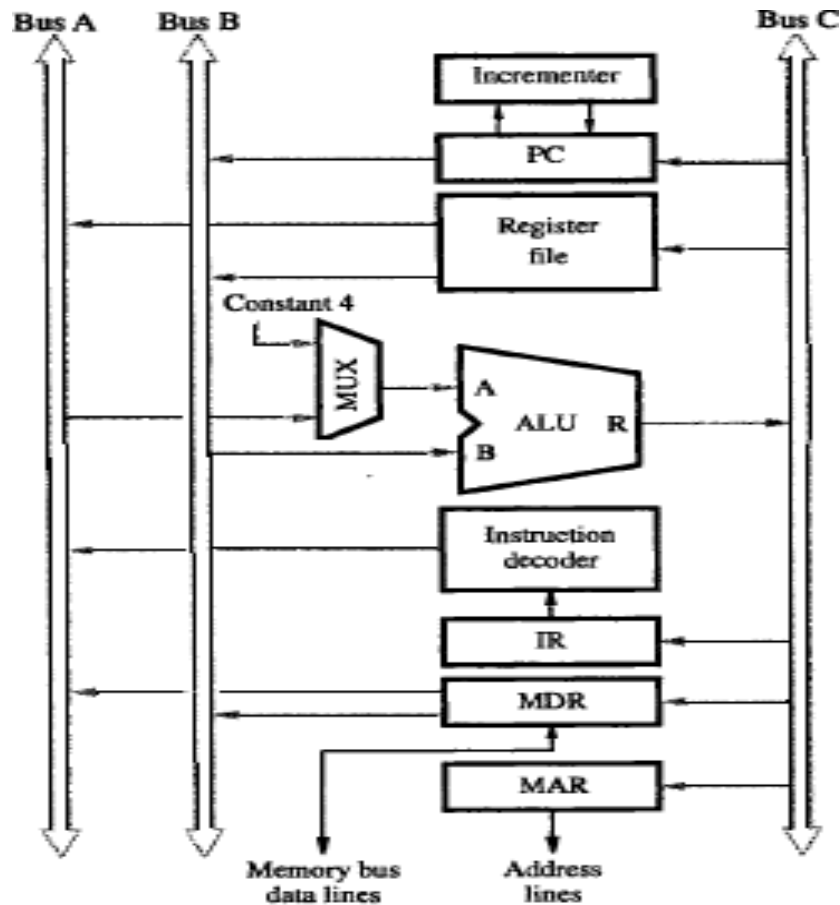 Bus A
Bus B
Bus C
Incrementer
PC
Register
file
Constant 4
MUX
A
ALU
R
B
Instruction
decoder
IR
MDR
MAR
Memory bus
data lines
Address
lines